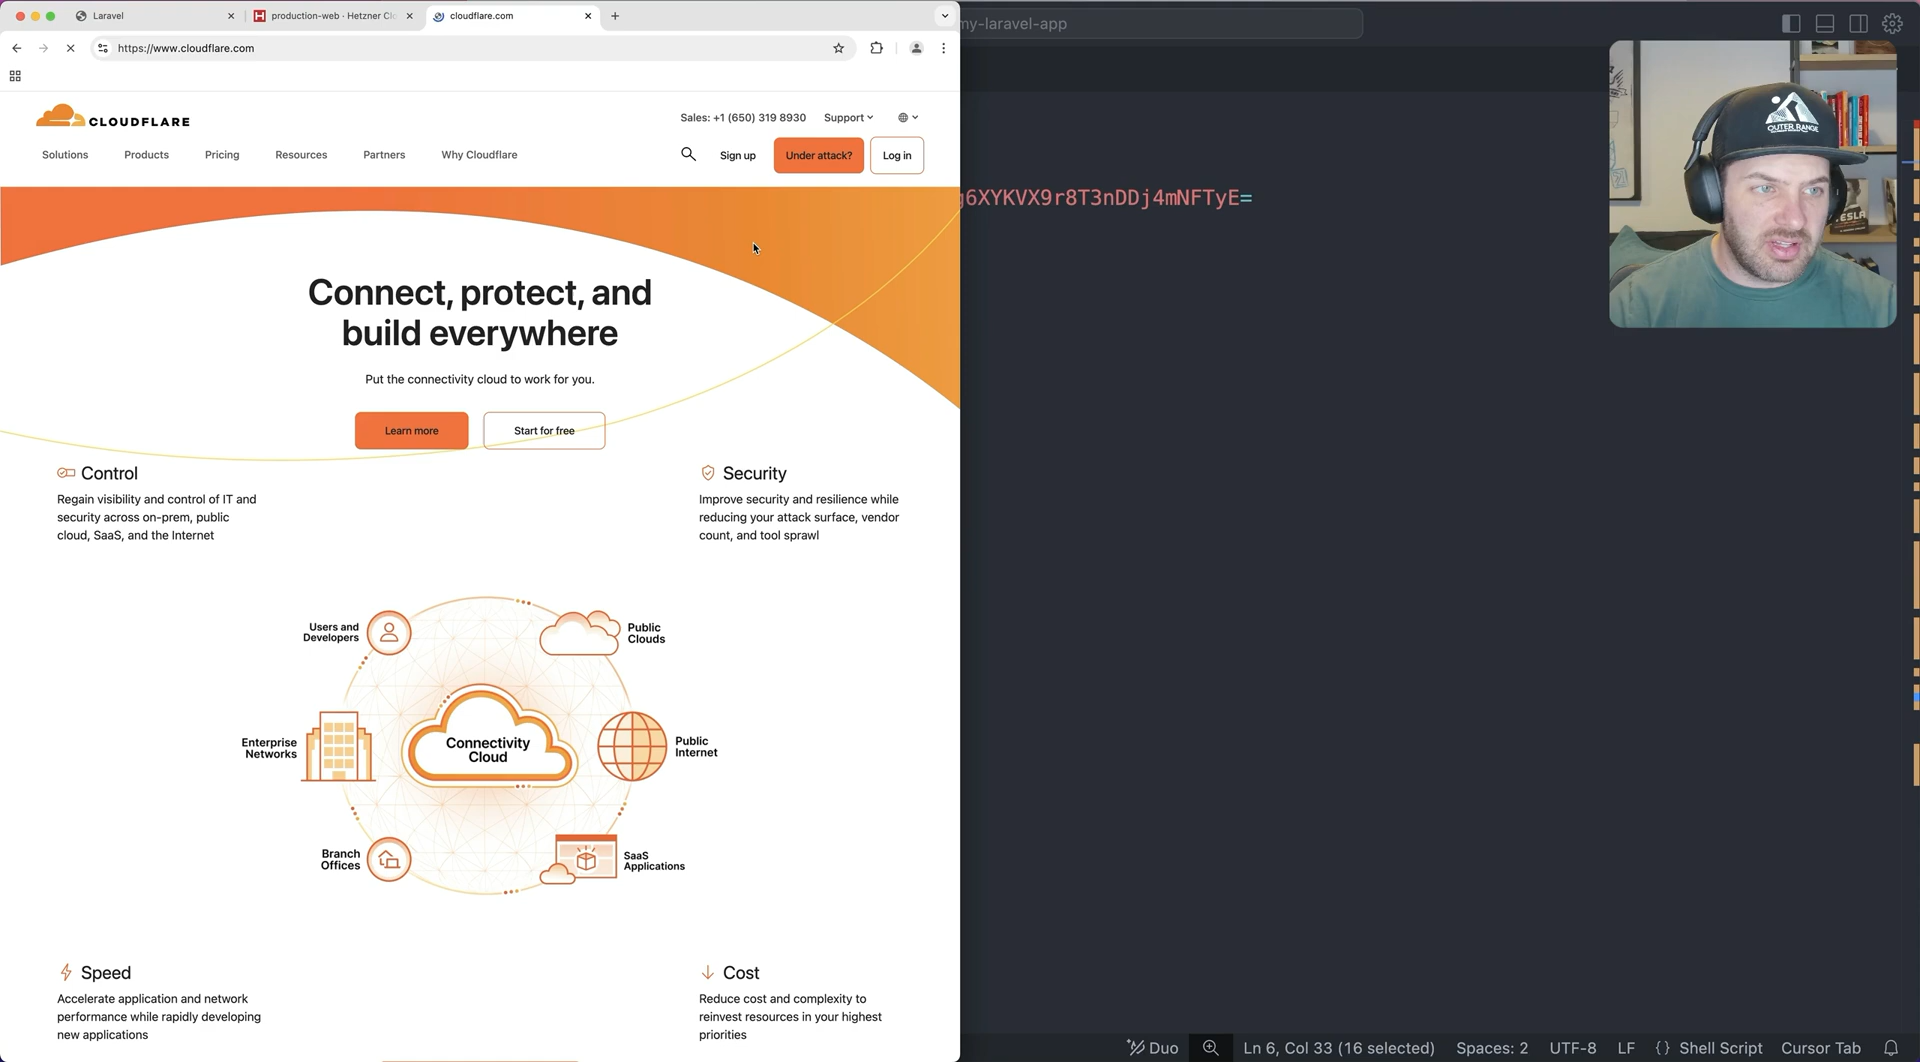 Laravel
production-web · Hetzner Clo
cloudflare.com
my-laravel-app
https://www.cloudflare.com
CLOUDFLARE
Sales: +1 (650) 319 8930
Support
Solutions
Products
Pricing
Resources
Partners
Why Cloudflare
Sign up
Under attack?
Log in
g6XYKVX9r8T3nDDj4mNFTyE=
OUTER RANGE
TESLA
Connect, protect, and
build everywhere
Put the connectivity cloud to work for you.
Learn more
Start for free
Control
Regain visibility and control of IT and
security across on-prem, public
cloud, SaaS, and the Internet
Security
Improve security and resilience while
reducing your attack surface, vendor
count, and tool sprawl
Users and
Developers
Public
Clouds
Enterprise
Networks
Connectivity
Cloud
Public
Internet
Branch
Offices
SaaS
Applications
Speed
Accelerate application and network
performance while rapidly developing
new applications
Cost
Reduce cost and complexity to
reinvest resources in your highest
priorities
Duo
Ln 6, Col 33 (16 selected)
Spaces: 2
UTF-8
LF
{} Shell Script
Cursor Tab